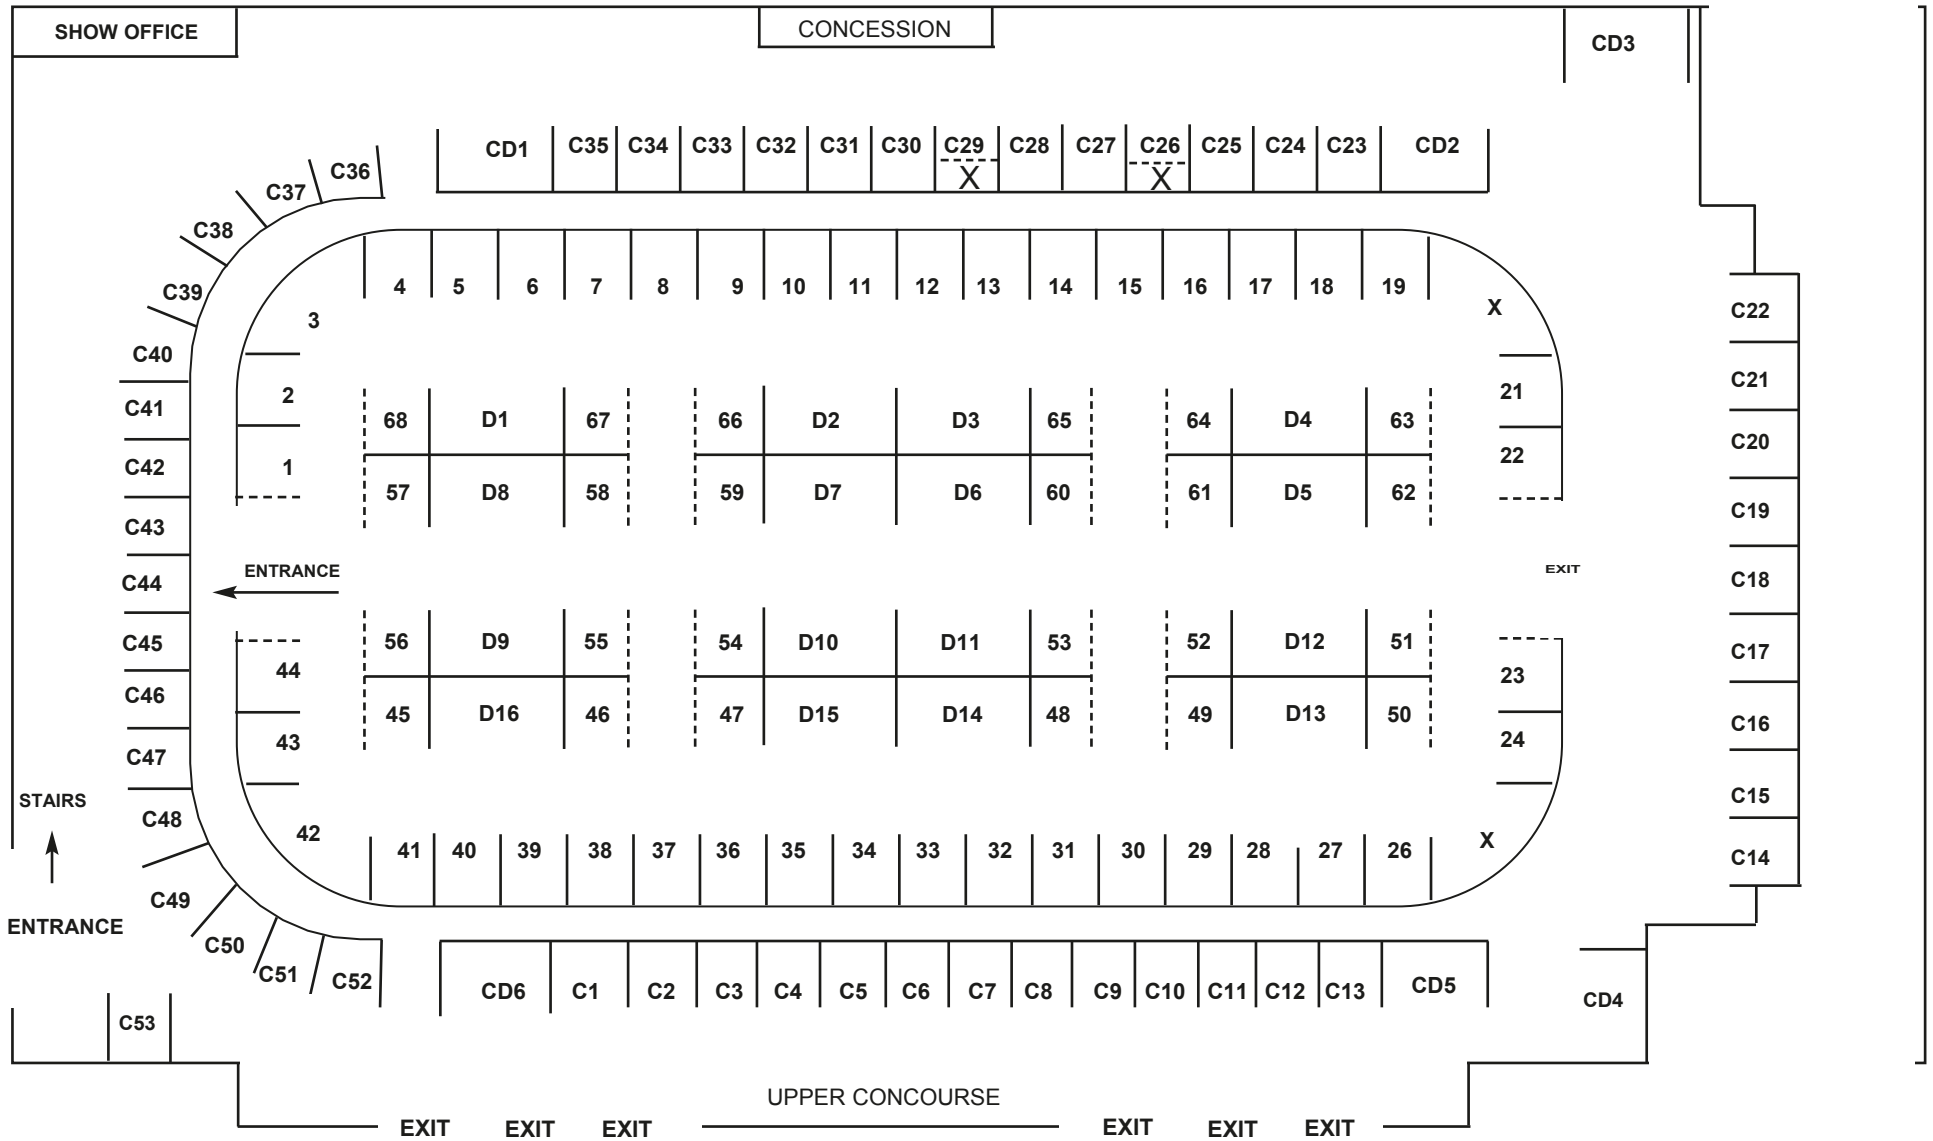 SHOW OFFICE
CONCESSION
CD3
CD1 C35 C34 C33 C32 C31 C30 C29 C28 C27 C26 C25 C24 C23 CD2
X X
C36
C37
C38
C39
C40
C41
C42
C43
C44
C45
C46
C47
C48
C49
C50
C51
C52
C53
4 5 6 7 8 9 10 11 12 13 14 15 16 17 18 19
3
X
2
21
1
22
68 D1 67 66 D2 D3 65 64 D4 63
57 D8 58 59 D7 D6 60 61 D5 62
ENTRANCE
EXIT
56 D9 55 54 D10 D11 53 52 D12 51
45 D16 46 47 D15 D14 48 49 D13 50
44
23
43
24
42
X
41 40 39 38 37 36 35 34 33 32 31 30 29 28 27 26
C22
C21
C20
C19
C18
C17
C16
C15
C14
STAIRS
ENTRANCE
CD6 C1 C2 C3 C4 C5 C6 C7 C8 C9 C10 C11 C12 C13 CD5
CD4
UPPER CONCOURSE
EXIT EXIT EXIT EXIT EXIT EXIT